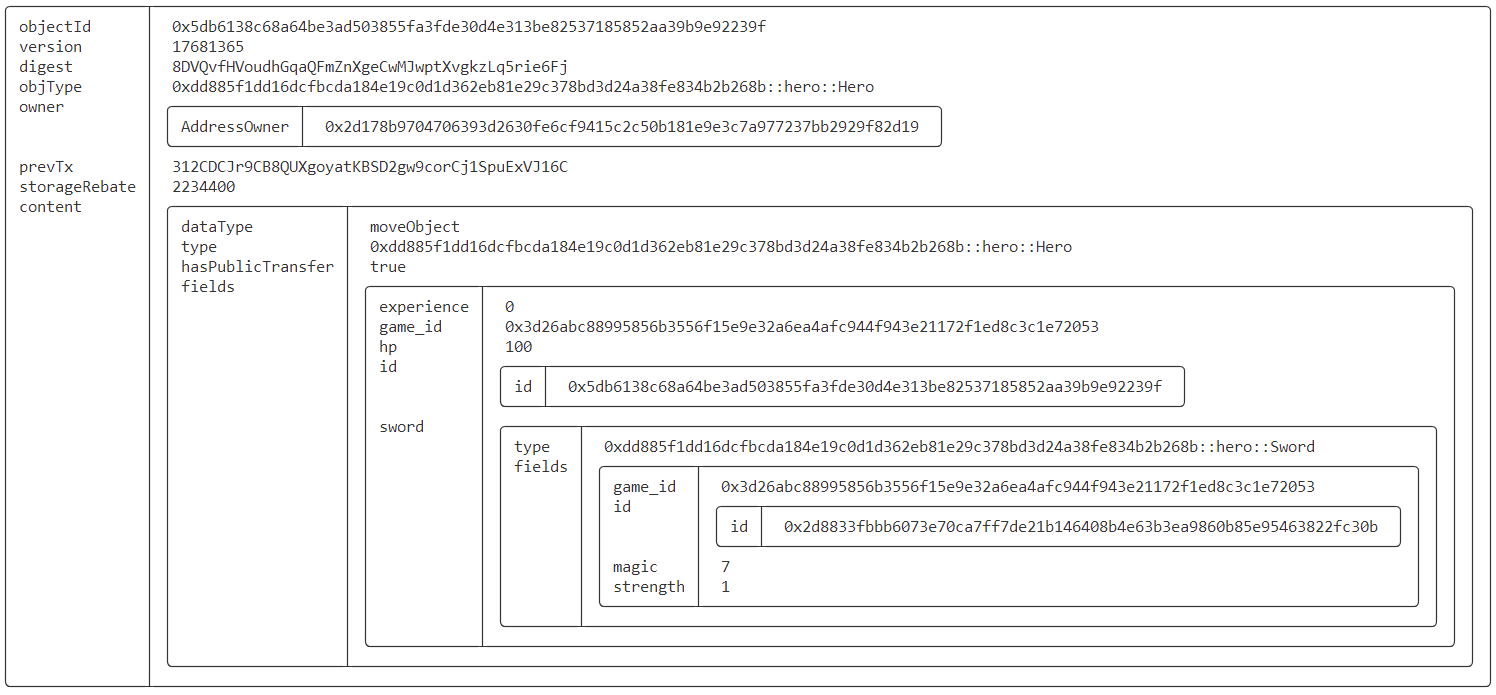 objectId 0x5db6138c68a64be3ad503855fa3fde30d4e313be82537185852aa39b9e92239f
version 17681365
digest 8DVQvfHVoudhGqaQFmZnXgeCwMJwptXvgkzLq5rie6Fj
objType 0xdd885f1dd16dcfbcda184e19c0d1d362eb81e29c378bd3d24a38fe834b2b268b::hero::Hero
owner
AddressOwner 0x2d178b9704706393d2630fe6cf9415c2c50b181e9e3c7a977237bb2929f82d19
prevTx 312CDCJr9CB8QUXgoyatKBSD2gw9corCj1SpuExVJ16C
storageRebate 2234400
content
dataType moveObject
type 0xdd885f1dd16dcfbcda184e19c0d1d362eb81e29c378bd3d24a38fe834b2b268b::hero::Hero
hasPublicTransfer true
fields
experience 0
game_id 0x3d26abc88995856b3556f15e9e32a6ea4afc944f943e21172f1ed8c3c1e72053
hp 100
id
id 0x5db6138c68a64be3ad503855fa3fde30d4e313be82537185852aa39b9e92239f
sword
type 0xdd885f1dd16dcfbcda184e19c0d1d362eb81e29c378bd3d24a38fe834b2b268b::hero::Sword
fields
game_id 0x3d26abc88995856b3556f15e9e32a6ea4afc944f943e21172f1ed8c3c1e72053
id
id 0x2d8833fbbb6073e70ca7ff7de21b146408b4e63b3ea9860b85e95463822fc30b
magic 7
strength 1